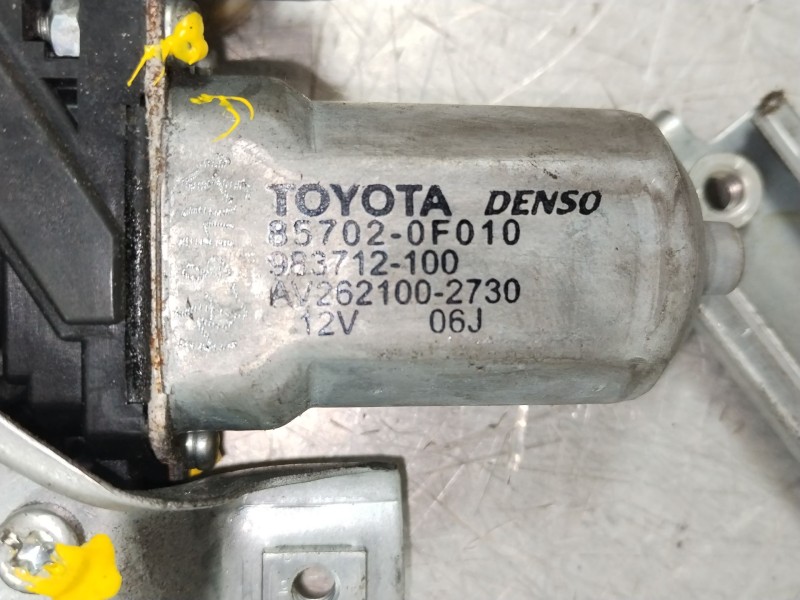 TOYOTA DENSO
85702-0F010
983712-100
AV262100-2730
12V 06J